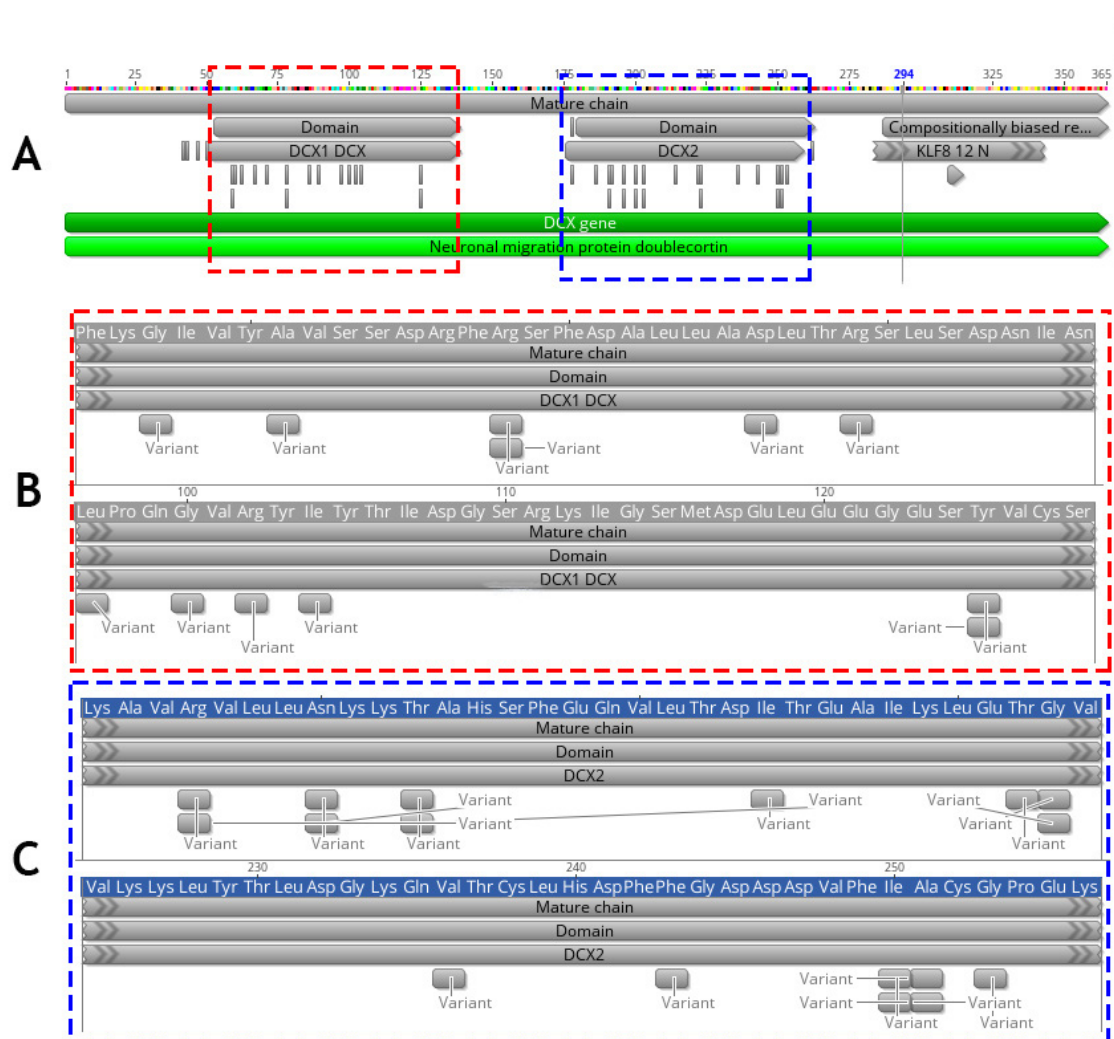 1 25 50 75 100 125 150 175 200 225 250 275 294 325 350 365
Mature chain
Domain Domain Compositionally biased re...
A
DCX1 DCX DCX2 KLF8 12 N
DCX gene
Neuronal migration protein doublecortin
Phe Lys Gly Ile Val Tyr Ala Val Ser Ser Asp Arg Phe Arg Ser Phe Asp Ala Leu Leu Ala Asp Leu Thr Arg Ser Leu Ser Asp Asn Ile Asn
Mature chain
Domain
DCX1 DCX
Variant Variant Variant Variant Variant
Variant
B
100 110 120
Leu Pro Gln Gly Val Arg Tyr Ile Tyr Thr Ile Asp Gly Ser Arg Lys Ile Gly Ser Met Asp Glu Leu Glu Glu Gly Glu Ser Tyr Val Cys Ser
Mature chain
Domain
DCX1 DCX
Variant Variant Variant Variant
Variant Variant
Lys Ala Val Arg Val Leu Leu Asn Lys Lys Thr Ala His Ser Phe Glu Gln Val Leu Thr Asp Ile Thr Glu Ala Ile Lys Leu Glu Thr Gly Val
Mature chain
Domain
DCX2
Variant Variant Variant
Variant Variant Variant
Variant Variant Variant Variant
C
230 240 250
Val Lys Lys Leu Tyr Thr Leu Asp Gly Lys Gln Val Thr Cys Leu His Asp Phe Phe Gly Asp Asp Asp Val Phe Ile Ala Cys Gly Pro Glu Lys
Mature chain
Domain
DCX2
Variant
Variant Variant Variant Variant
Variant Variant